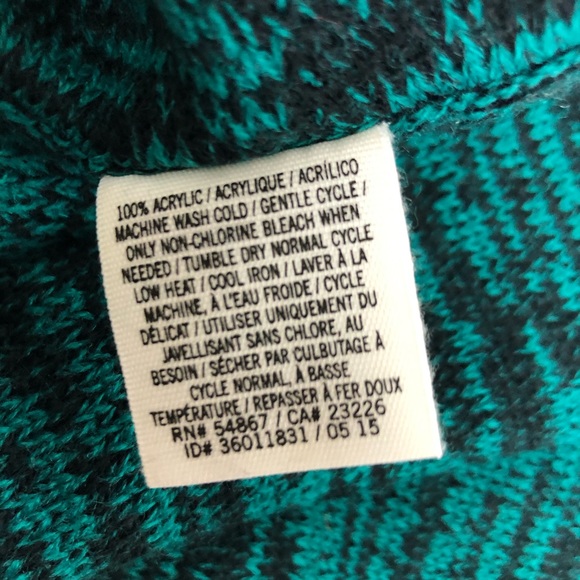 100% ACRYLIC / ACRYLIQUE / ACRÍLICO
MACHINE WASH COLD / GENTLE CYCLE /
ONLY NON-CHLORINE BLEACH WHEN
NEEDED / TUMBLE DRY NORMAL CYCLE
LOW HEAT / COOL IRON / LAVER À LA
MACHINE, À L'EAU FROIDE / CYCLE
DÉLICAT / UTILISER UNIQUEMENT DU
JAVELLISANT SANS CHLORE, AU
BESOIN / SÉCHER PAR CULBUTAGE À
CYCLE NORMAL, À BASSE
TEMPÉRATURE / REPASSER À FER DOUX
RN# 54867 / CA# 23226
ID# 36011831 / 05 15